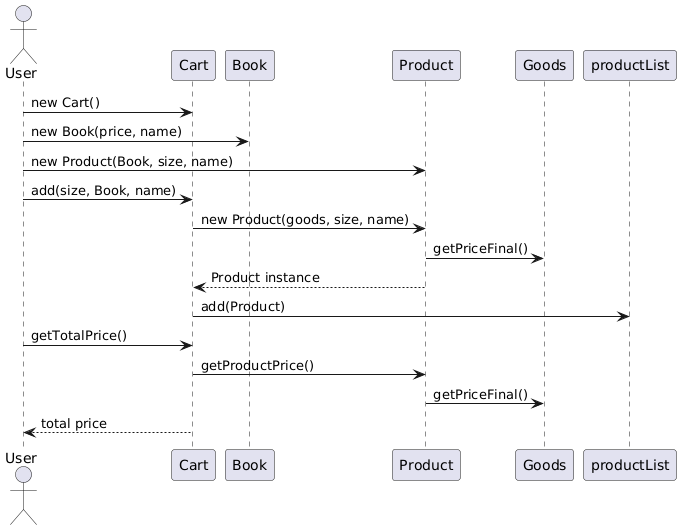 User
Cart
Book
Product
Goods
productList
new Cart()
new Book(price, name)
new Product(Book, size, name)
add(size, Book, name)
new Product(goods, size, name)
getPriceFinal()
Product instance
add(Product)
getTotalPrice()
getProductPrice()
getPriceFinal()
total price
User
Cart
Book
Product
Goods
productList